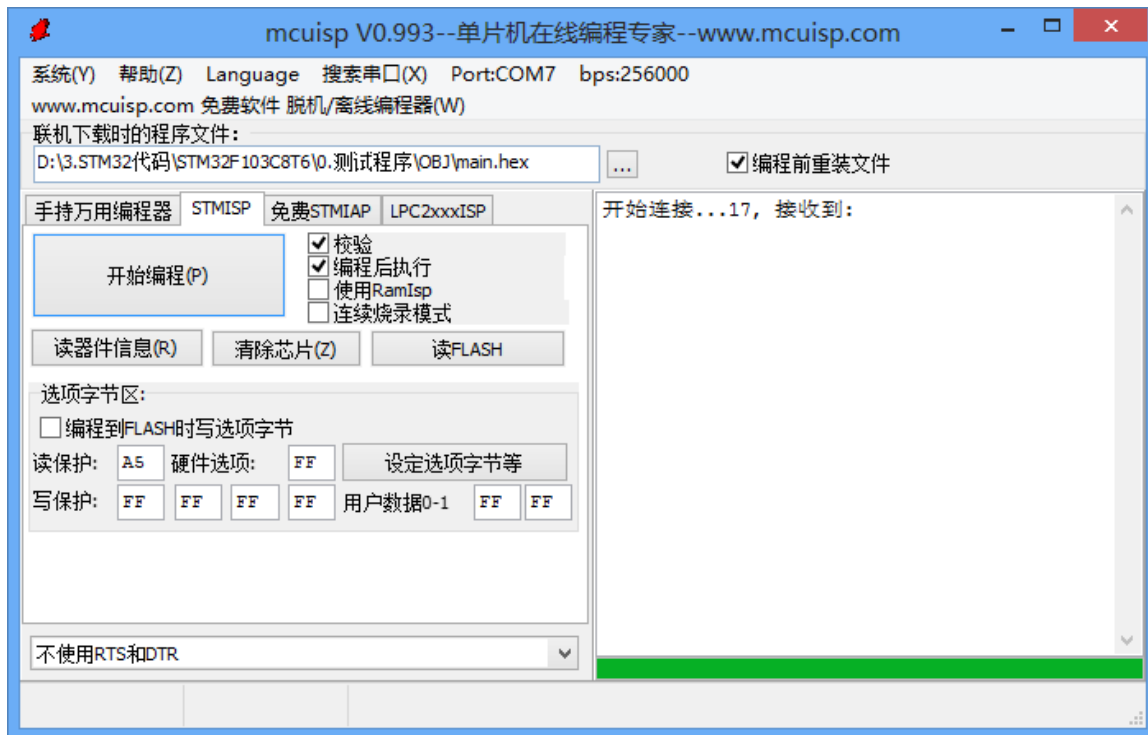 mcuisp V0.993--单片机在线编程专家--www.mcuisp.com
系统(Y) 帮助(Z) Language 搜索串口(X) Port:COM7 bps:256000
www.mcuisp.com 免费软件 脱机/离线编程器(W)
联机下载时的程序文件:
D:\3.STM32代码\STM32F103C8T6\0.测试程序\OBJ\main.hex ... 编程前重装文件
手持万用编程器 STMISP 免费STMIAP LPC2xxxISP
开始编程(P)
校验
编程后执行
使用RamIsp
连续烧录模式
读器件信息(R) 清除芯片(Z) 读FLASH
选项字节区:
编程到FLASH时写选项字节
读保护: A5 硬件选项: FF 设定选项字节等
写保护: FF FF FF FF 用户数据0-1 FF FF
不使用RTS和DTR
开始连接...17, 接收到: